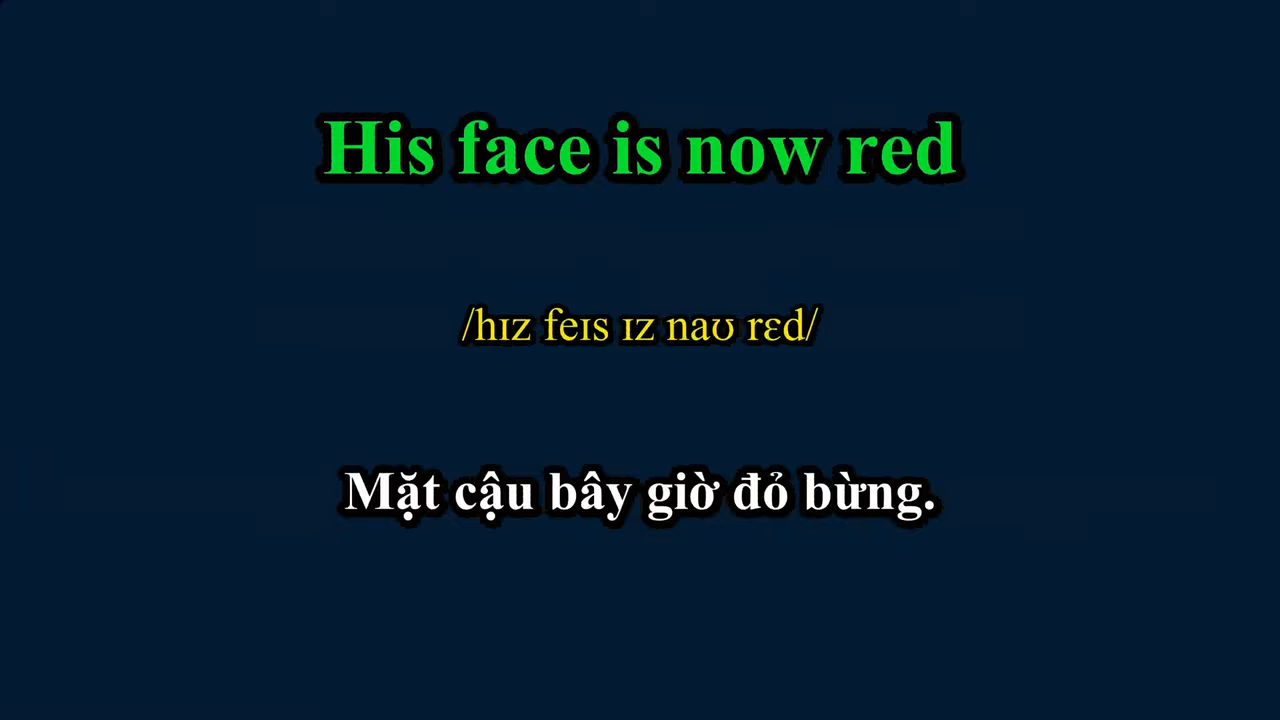 His face is now red
/hɪz feɪs ɪz naʊ rɛd/
Mặt cậu bây giờ đỏ bừng.